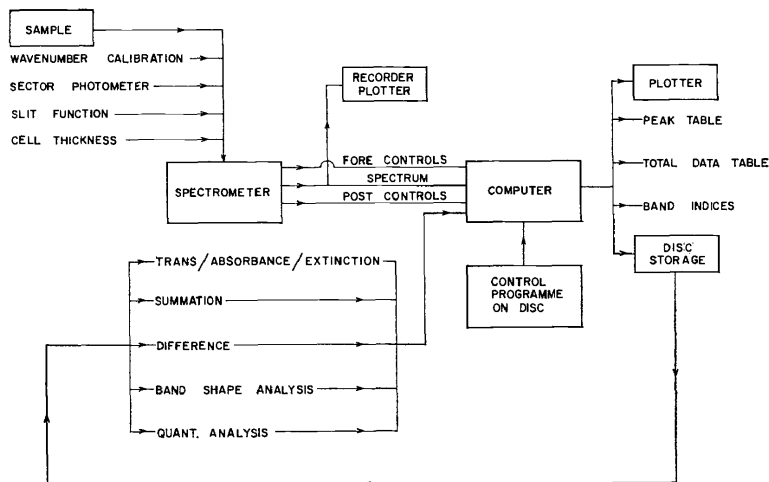 SAMPLE
WAVENUMBER CALIBRATION
SECTOR PHOTOMETER
SLIT FUNCTION
CELL THICKNESS
RECORDER
PLOTTER
SPECTROMETER
FORE CONTROLS
SPECTRUM
POST CONTROLS
COMPUTER
PLOTTER
PEAK TABLE
TOTAL DATA TABLE
BAND INDICES
DISC
STORAGE
CONTROL
PROGRAMME
ON DISC
TRANS/ABSORBANCE/EXTINCTION
SUMMATION
DIFFERENCE
BAND SHAPE ANALYSIS
QUANT. ANALYSIS